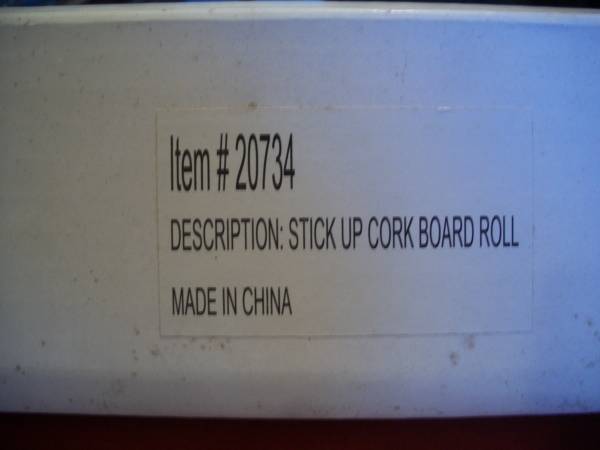 Item # 20734
DESCRIPTION: STICK UP CORK BOARD ROLL
MADE IN CHINA